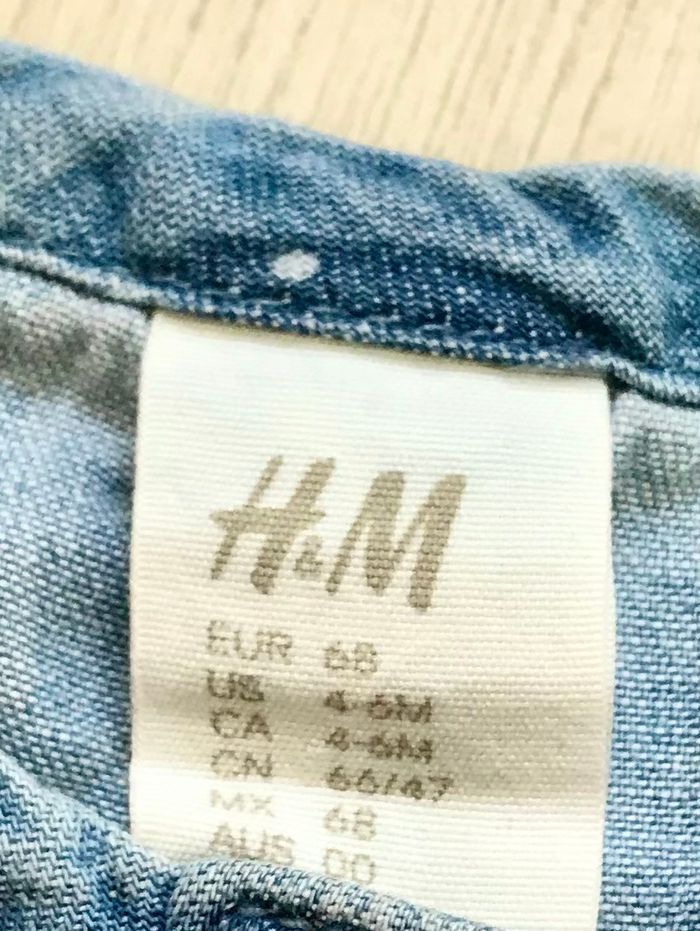 H&M
EUR 68
US 4-6M
CA 4-6M
CN 66/47
MX 68
AUS 00